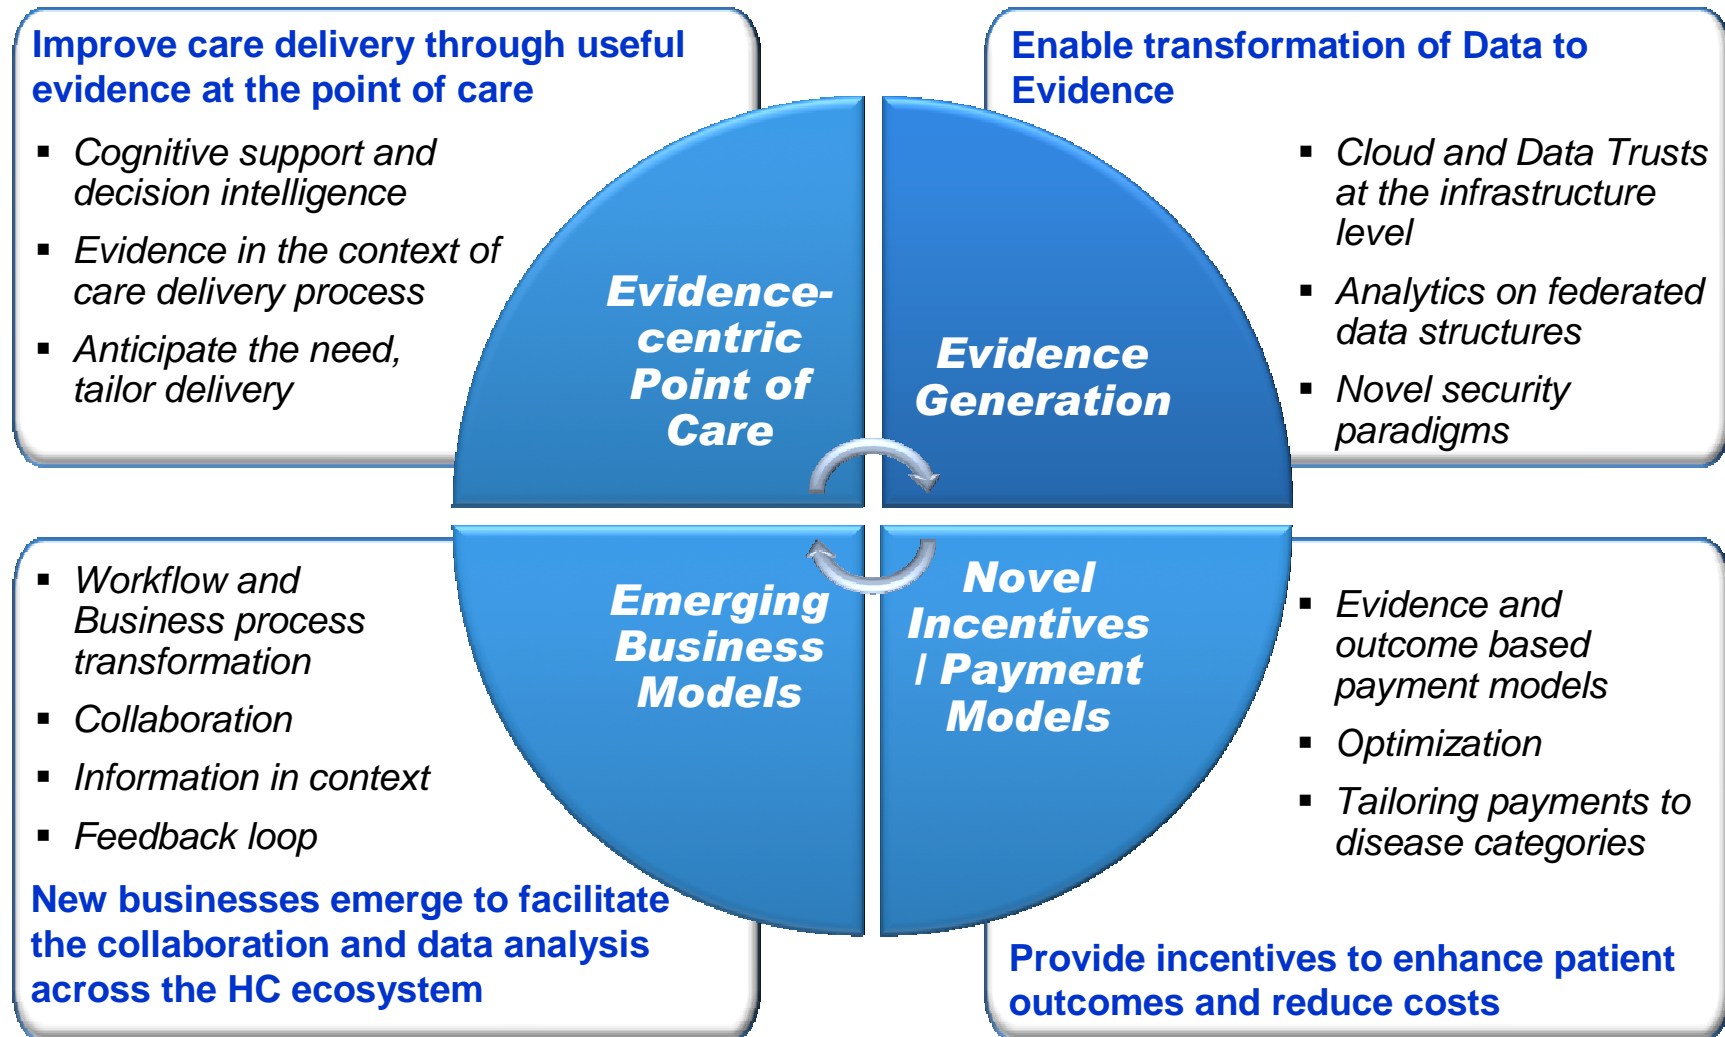 Improve care delivery through useful
evidence at the point of care
▪ Cognitive support and
decision intelligence
▪ Evidence in the context of
care delivery process
▪ Anticipate the need,
tailor delivery
Evidence-
centric
Point of
Care
Enable transformation of Data to
Evidence
▪ Cloud and Data Trusts
at the infrastructure
level
▪ Analytics on federated
data structures
▪ Novel security
paradigms
Evidence
Generation
▪ Workflow and
Business process
transformation
▪ Collaboration
▪ Information in context
▪ Feedback loop
New businesses emerge to facilitate
the collaboration and data analysis
across the HC ecosystem
Emerging
Business
Models
Novel
Incentives
/ Payment
Models
▪ Evidence and
outcome based
payment models
▪ Optimization
▪ Tailoring payments to
disease categories
Provide incentives to enhance patient
outcomes and reduce costs